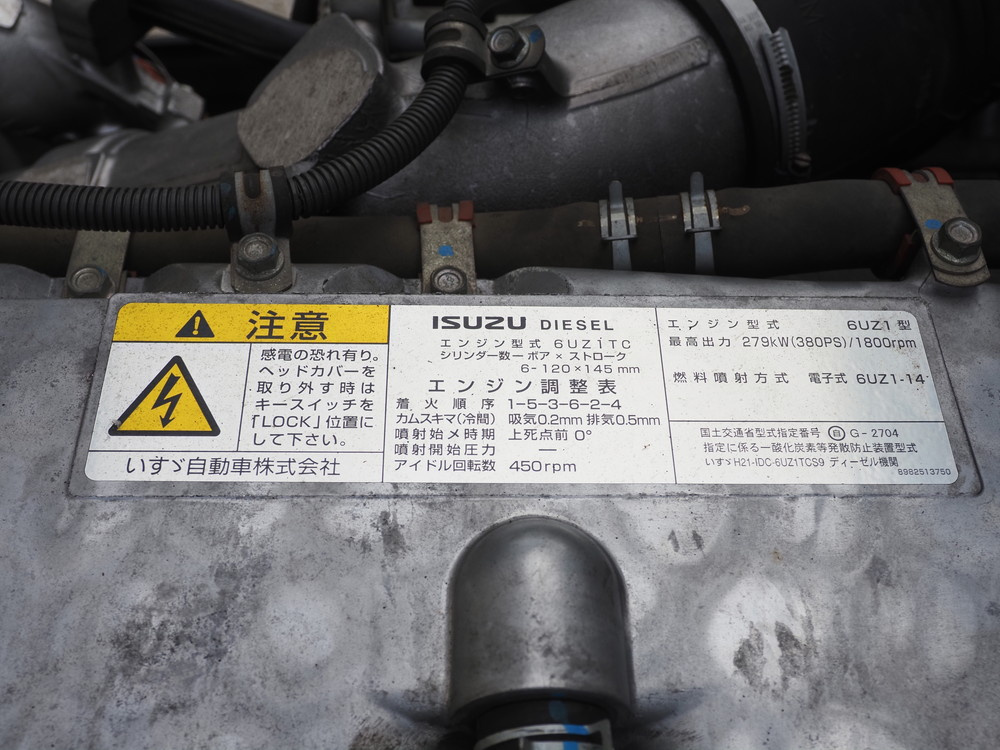 注意
感電の恐れ有り。
ヘッドカバーを
取り外す時は
キースイッチを
「LOCK」位置に
して下さい。
いすゞ自動車株式会社
ISUZU DIESEL
エンジン型式 6UZ1TC
シリンダー数ー ボア × ストローク
6-120×145 mm
エンジン調整表
着火順序 1-5-3-6-2-4
カムスキマ(冷間) 吸気0.2mm 排気0.5mm
噴射始メ時期 上死点前 0°
噴射開始圧力 ―
アイドル回転数 450rpm
エンジン型式 6UZ1型
最高出力 279kW(380PS)/1800rpm
燃料噴射方式 電子式 6UZ1-14
国土交通省型式指定番号 自 G-2704
指定に係る一酸化炭素等発散防止装置型式
いすゞH21-IDC-6UZ1TCS9 ディーゼル機関
8982513750